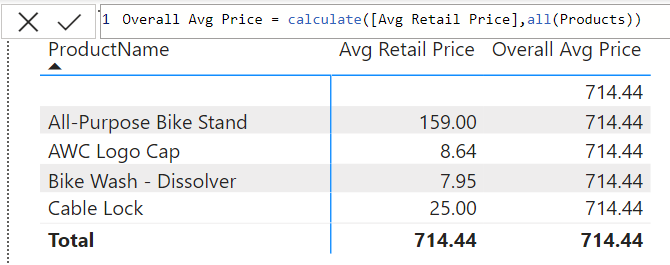 1 Overall Avg Price = calculate([Avg Retail Price],all(Products))
ProductName Avg Retail Price Overall Avg Price
714.44
All-Purpose Bike Stand 159.00 714.44
AWC Logo Cap 8.64 714.44
Bike Wash - Dissolver 7.95 714.44
Cable Lock 25.00 714.44
Total 714.44 714.44